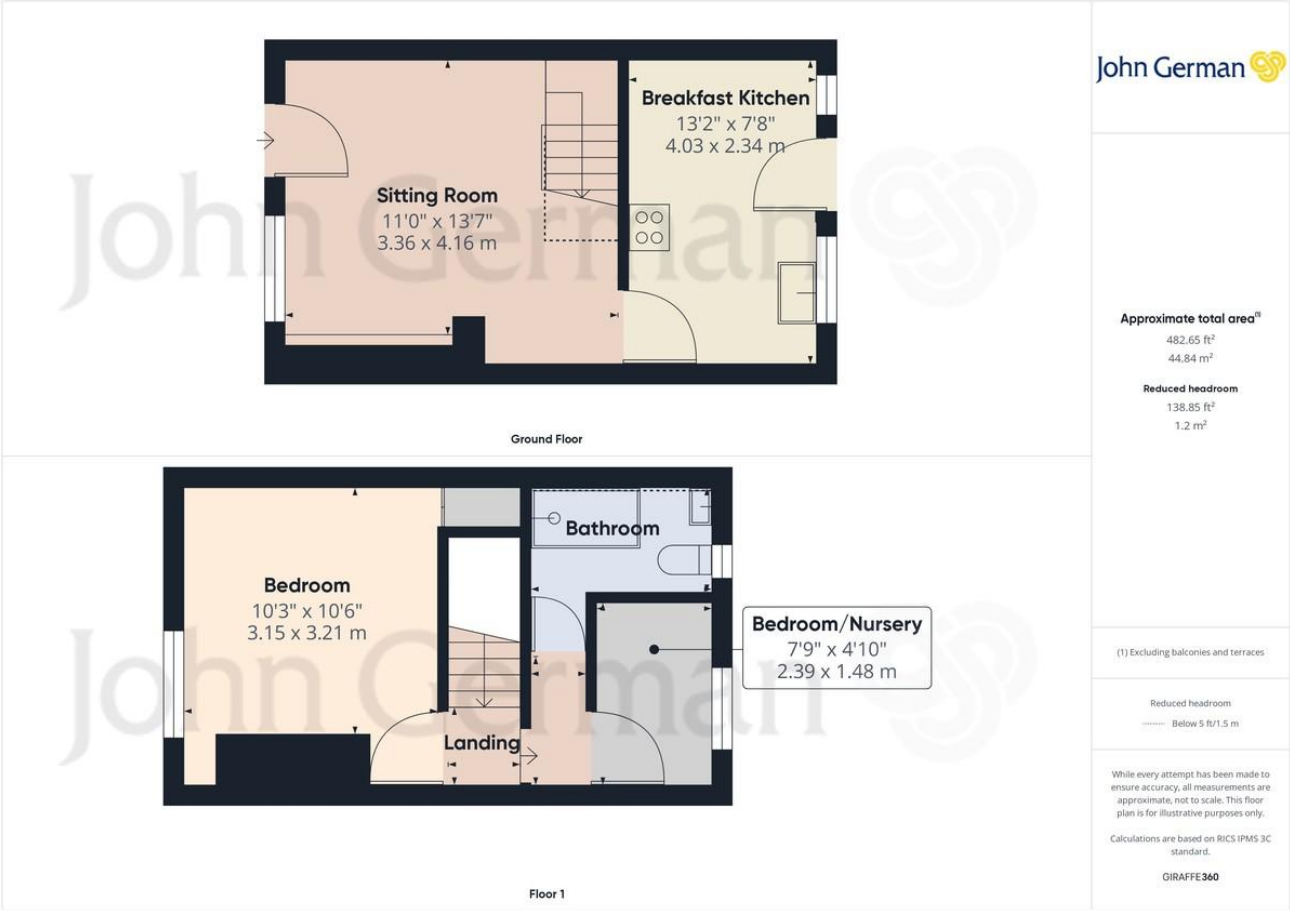 John German
Breakfast Kitchen
13'2" x 7'8"
4.03 x 2.34 m
Sitting Room
11'0" x 13'7"
3.36 x 4.16 m
John German
Ground Floor
Bathroom
Bedroom
10'3" x 10'6"
3.15 x 3.21 m
Bedroom/Nursery
7'9" x 4'10"
2.39 x 1.48 m
John German
Landing
Floor 1
Approximate total area(1)
482.65 ft²
44.84 m²
Reduced headroom
138.85 ft²
1.2 m²
(1) Excluding balconies and terraces
Reduced headroom
Below 5 ft/1.5 m
While every attempt has been made to
ensure accuracy, all measurements are
approximate, not to scale. This floor
plan is for illustrative purposes only.
Calculations are based on RICS IPMS 3C
standard.
GIRAFFE360